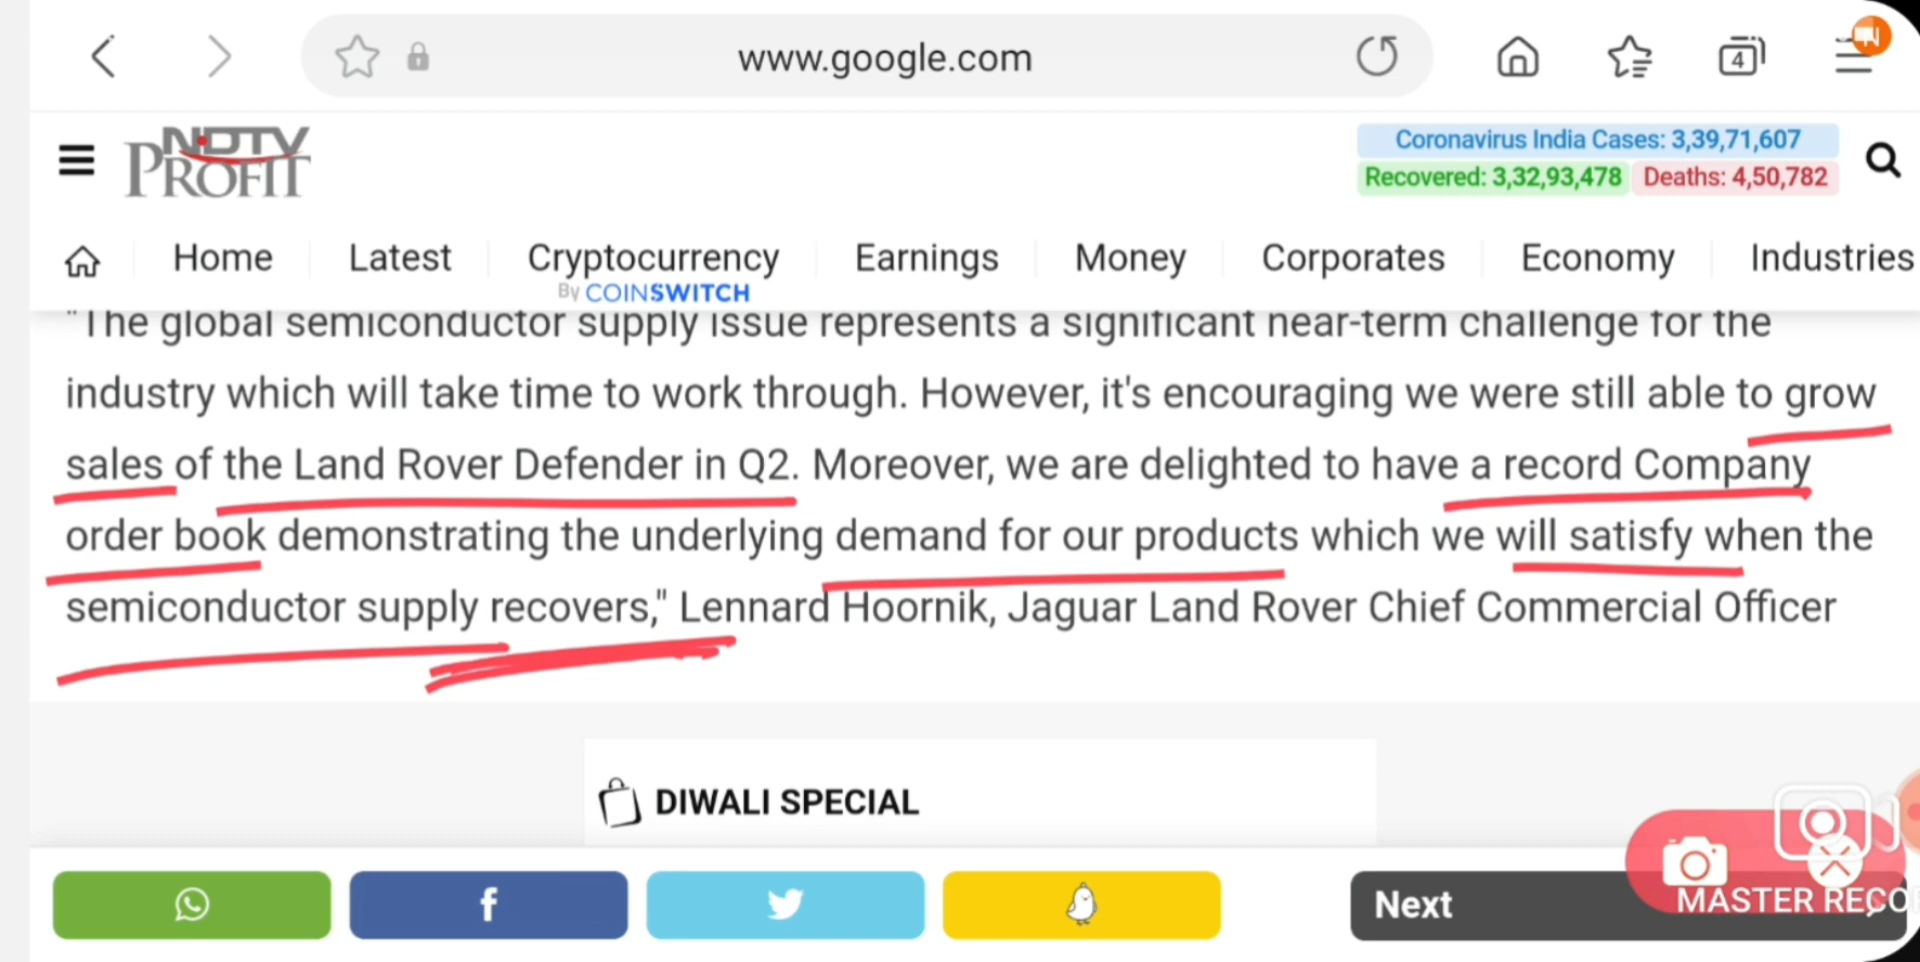 www.google.com
4
NDTV
PROFIT
Coronavirus India Cases: 3,39,71,607
Recovered: 3,32,93,478 Deaths: 4,50,782
Home Latest Cryptocurrency Earnings Money Corporates Economy Industries
By COINSWITCH
"The global semiconductor supply issue represents a significant near-term challenge for the
industry which will take time to work through. However, it's encouraging we were still able to grow
sales of the Land Rover Defender in Q2. Moreover, we are delighted to have a record Company
order book demonstrating the underlying demand for our products which we will satisfy when the
semiconductor supply recovers," Lennard Hoornik, Jaguar Land Rover Chief Commercial Officer
DIWALI SPECIAL
f
Next
MASTER RECO